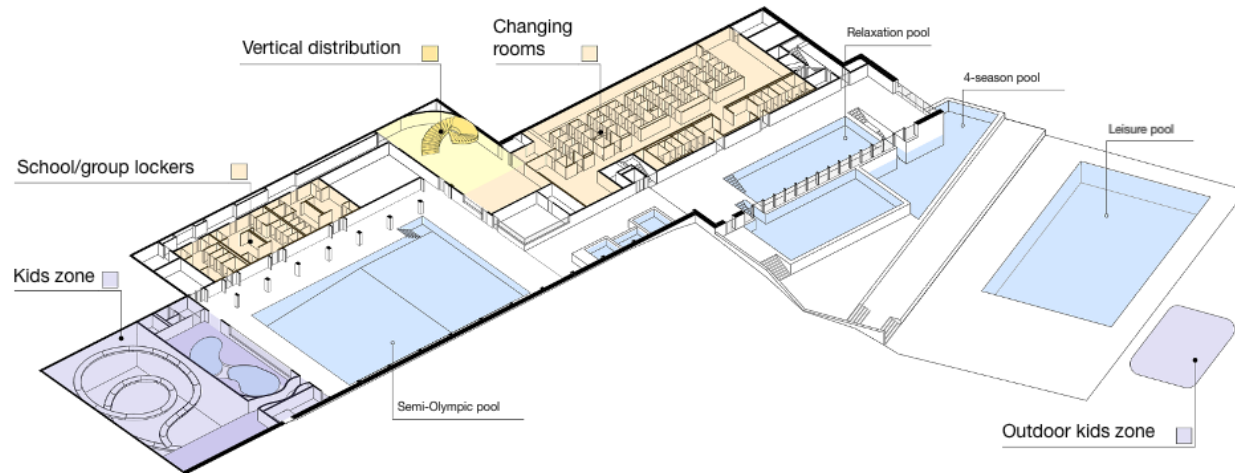 Changing
rooms
Vertical distribution
Relaxation pool
4-season pool
Leisure pool
School/group lockers
Kids zone
Semi-Olympic pool
Outdoor kids zone